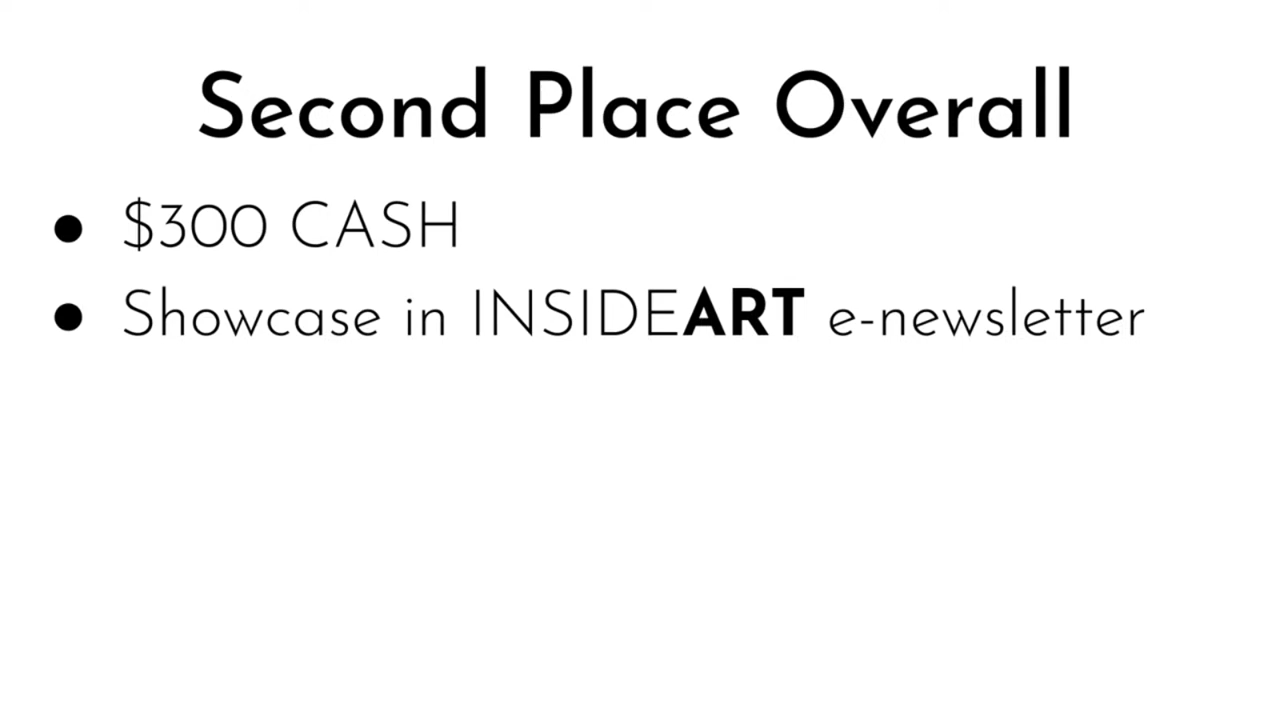 Second Place Overall
● $300 CASH
● Showcase in INSIDEART e-newsletter